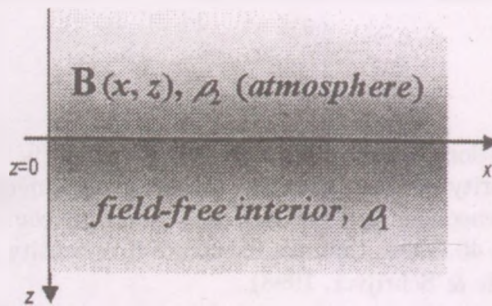 B(x, z), ρ₂ (atmosphere)
z=0
x
field-free interior, ρ₁
z